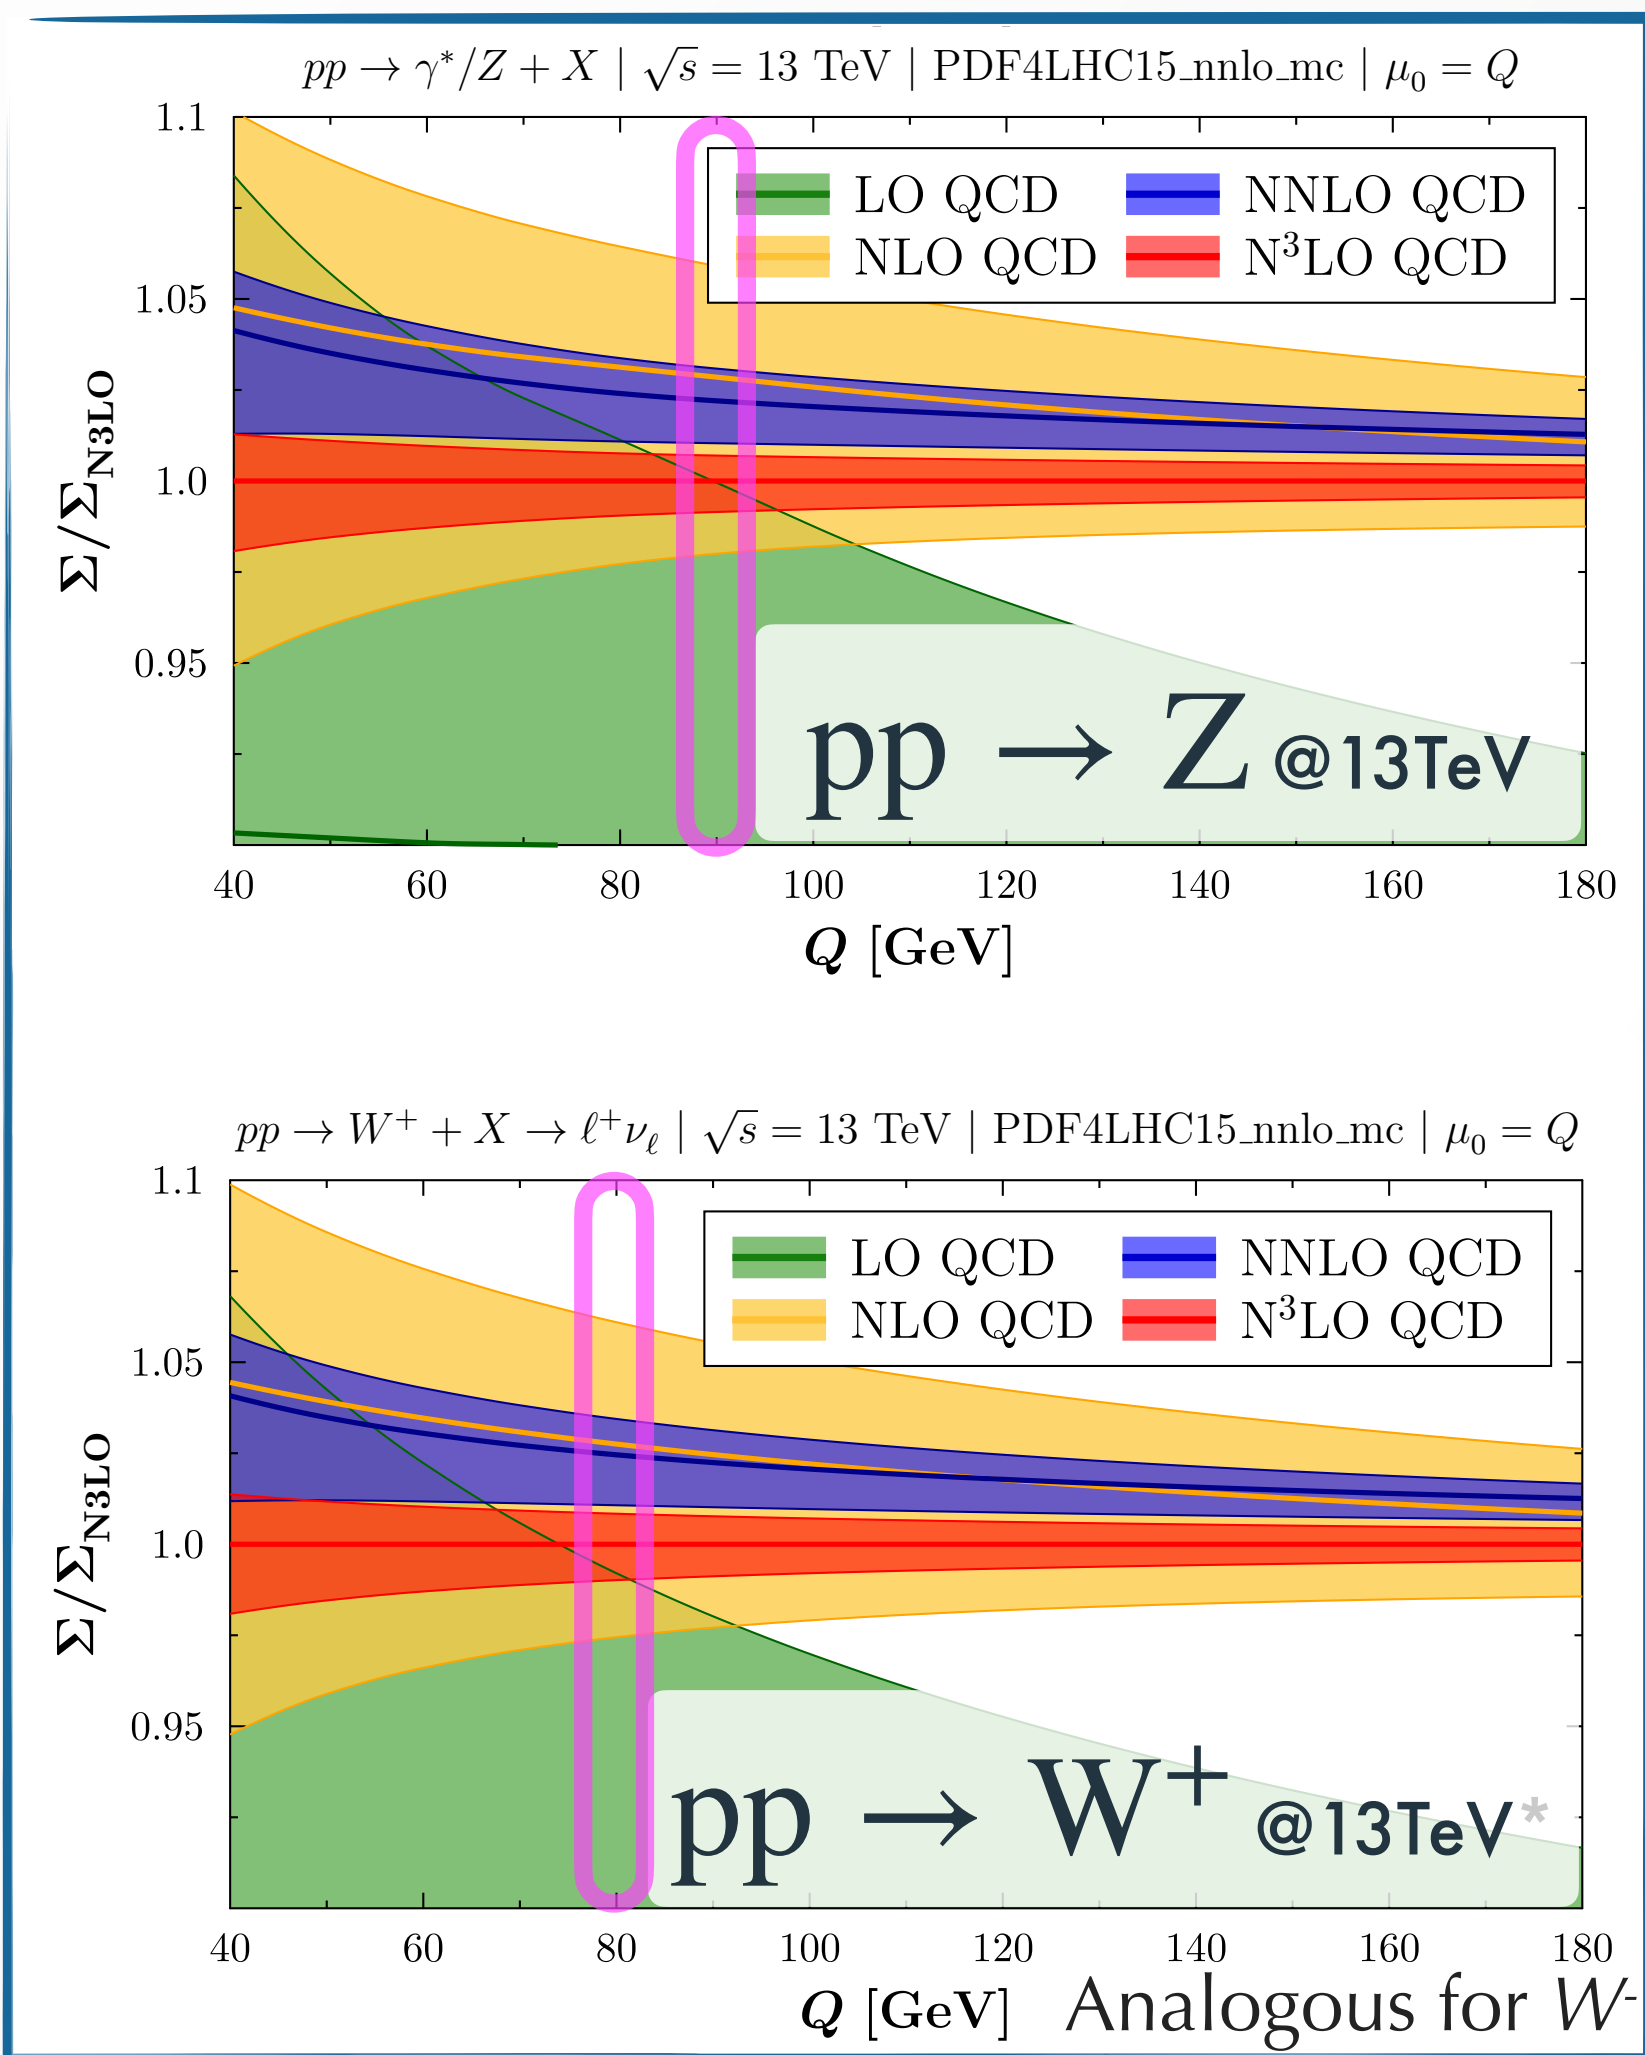 pp → γ*/Z + X | √s = 13 TeV | PDF4LHC15_nnlo_mc | μ₀ = Q
1.1
1.05
1.0
0.95
Σ/Σ_N3LO
LO QCD NNLO QCD
NLO QCD N³LO QCD
pp → Z @13TeV
40 60 80 100 120 140 160 180
Q [GeV]
pp → W⁺ + X → ℓ⁺ν_ℓ | √s = 13 TeV | PDF4LHC15_nnlo_mc | μ₀ = Q
1.1
1.05
1.0
0.95
Σ/Σ_N3LO
LO QCD NNLO QCD
NLO QCD N³LO QCD
pp → W⁺ @13TeV*
40 60 80 100 120 140 160 180
Q [GeV] Analogous for W⁻